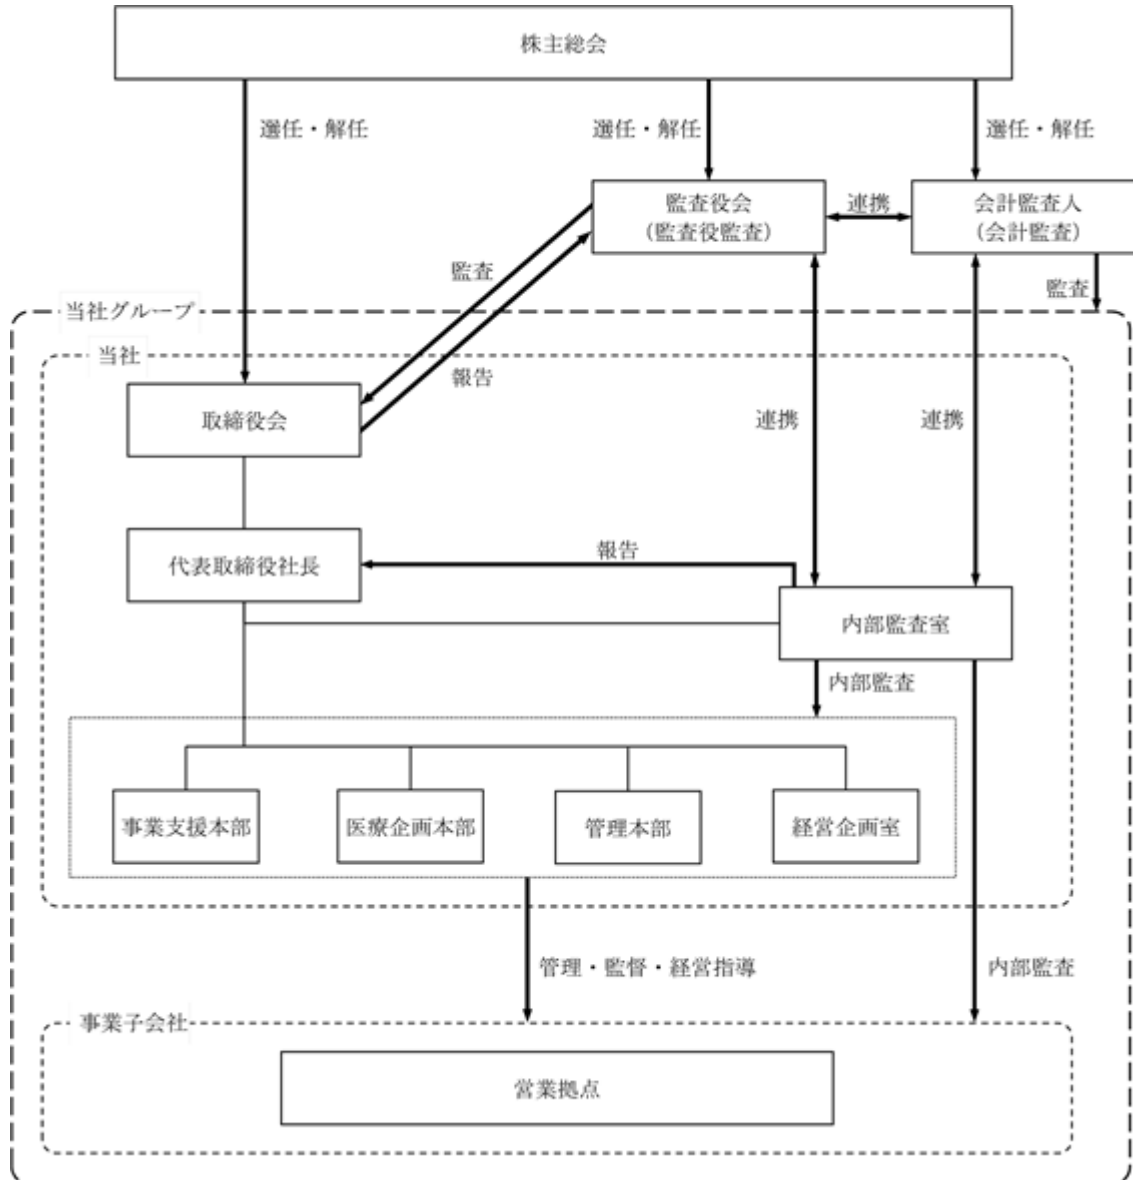 株主総会
選任・解任
選任・解任
選任・解任
監査役会
（監査役監査）
連携
会計監査人
（会計監査）
監査
監査
当社グループ
当社
報告
取締役会
連携
連携
代表取締役社長
報告
内部監査室
内部監査
事業支援本部
医療企画本部
管理本部
経営企画室
管理・監督・経営指導
内部監査
事業子会社
営業拠点